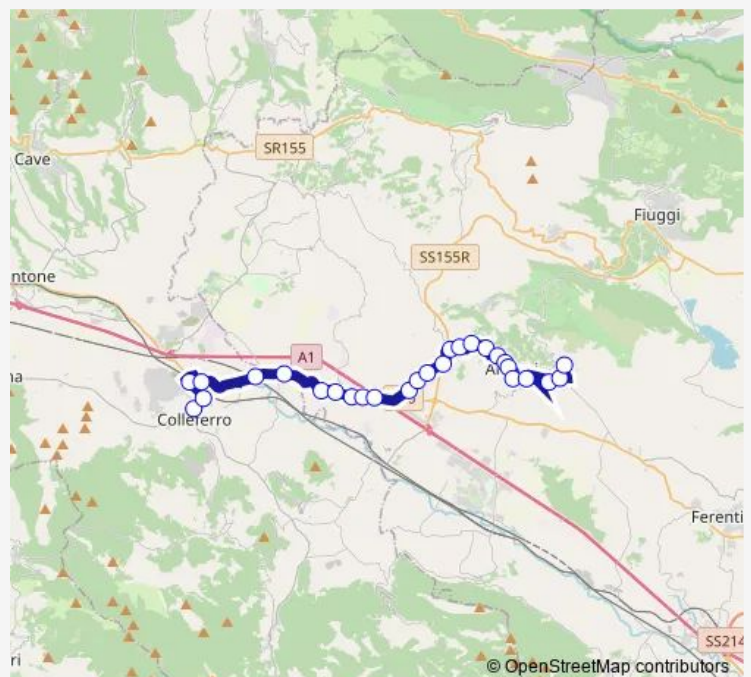 SR155
Cave
Fiuggi
SS155R
ntone
A1
na
A
Colleferro
Ferenti
SS214
ri
© OpenStreetMap contributors